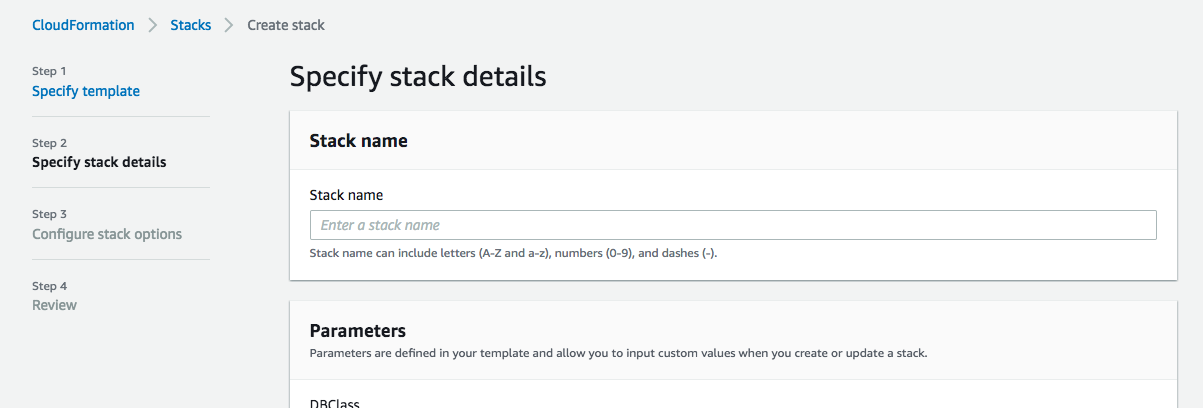 CloudFormation > Stacks > Create stack
Step 1
Specify template
Step 2
Specify stack details
Step 3
Configure stack options
Step 4
Review
Specify stack details
Stack name
Stack name
Enter a stack name
Stack name can include letters (A-Z and a-z), numbers (0-9), and dashes (-).
Parameters
Parameters are defined in your template and allow you to input custom values when you create or update a stack.
DBClass